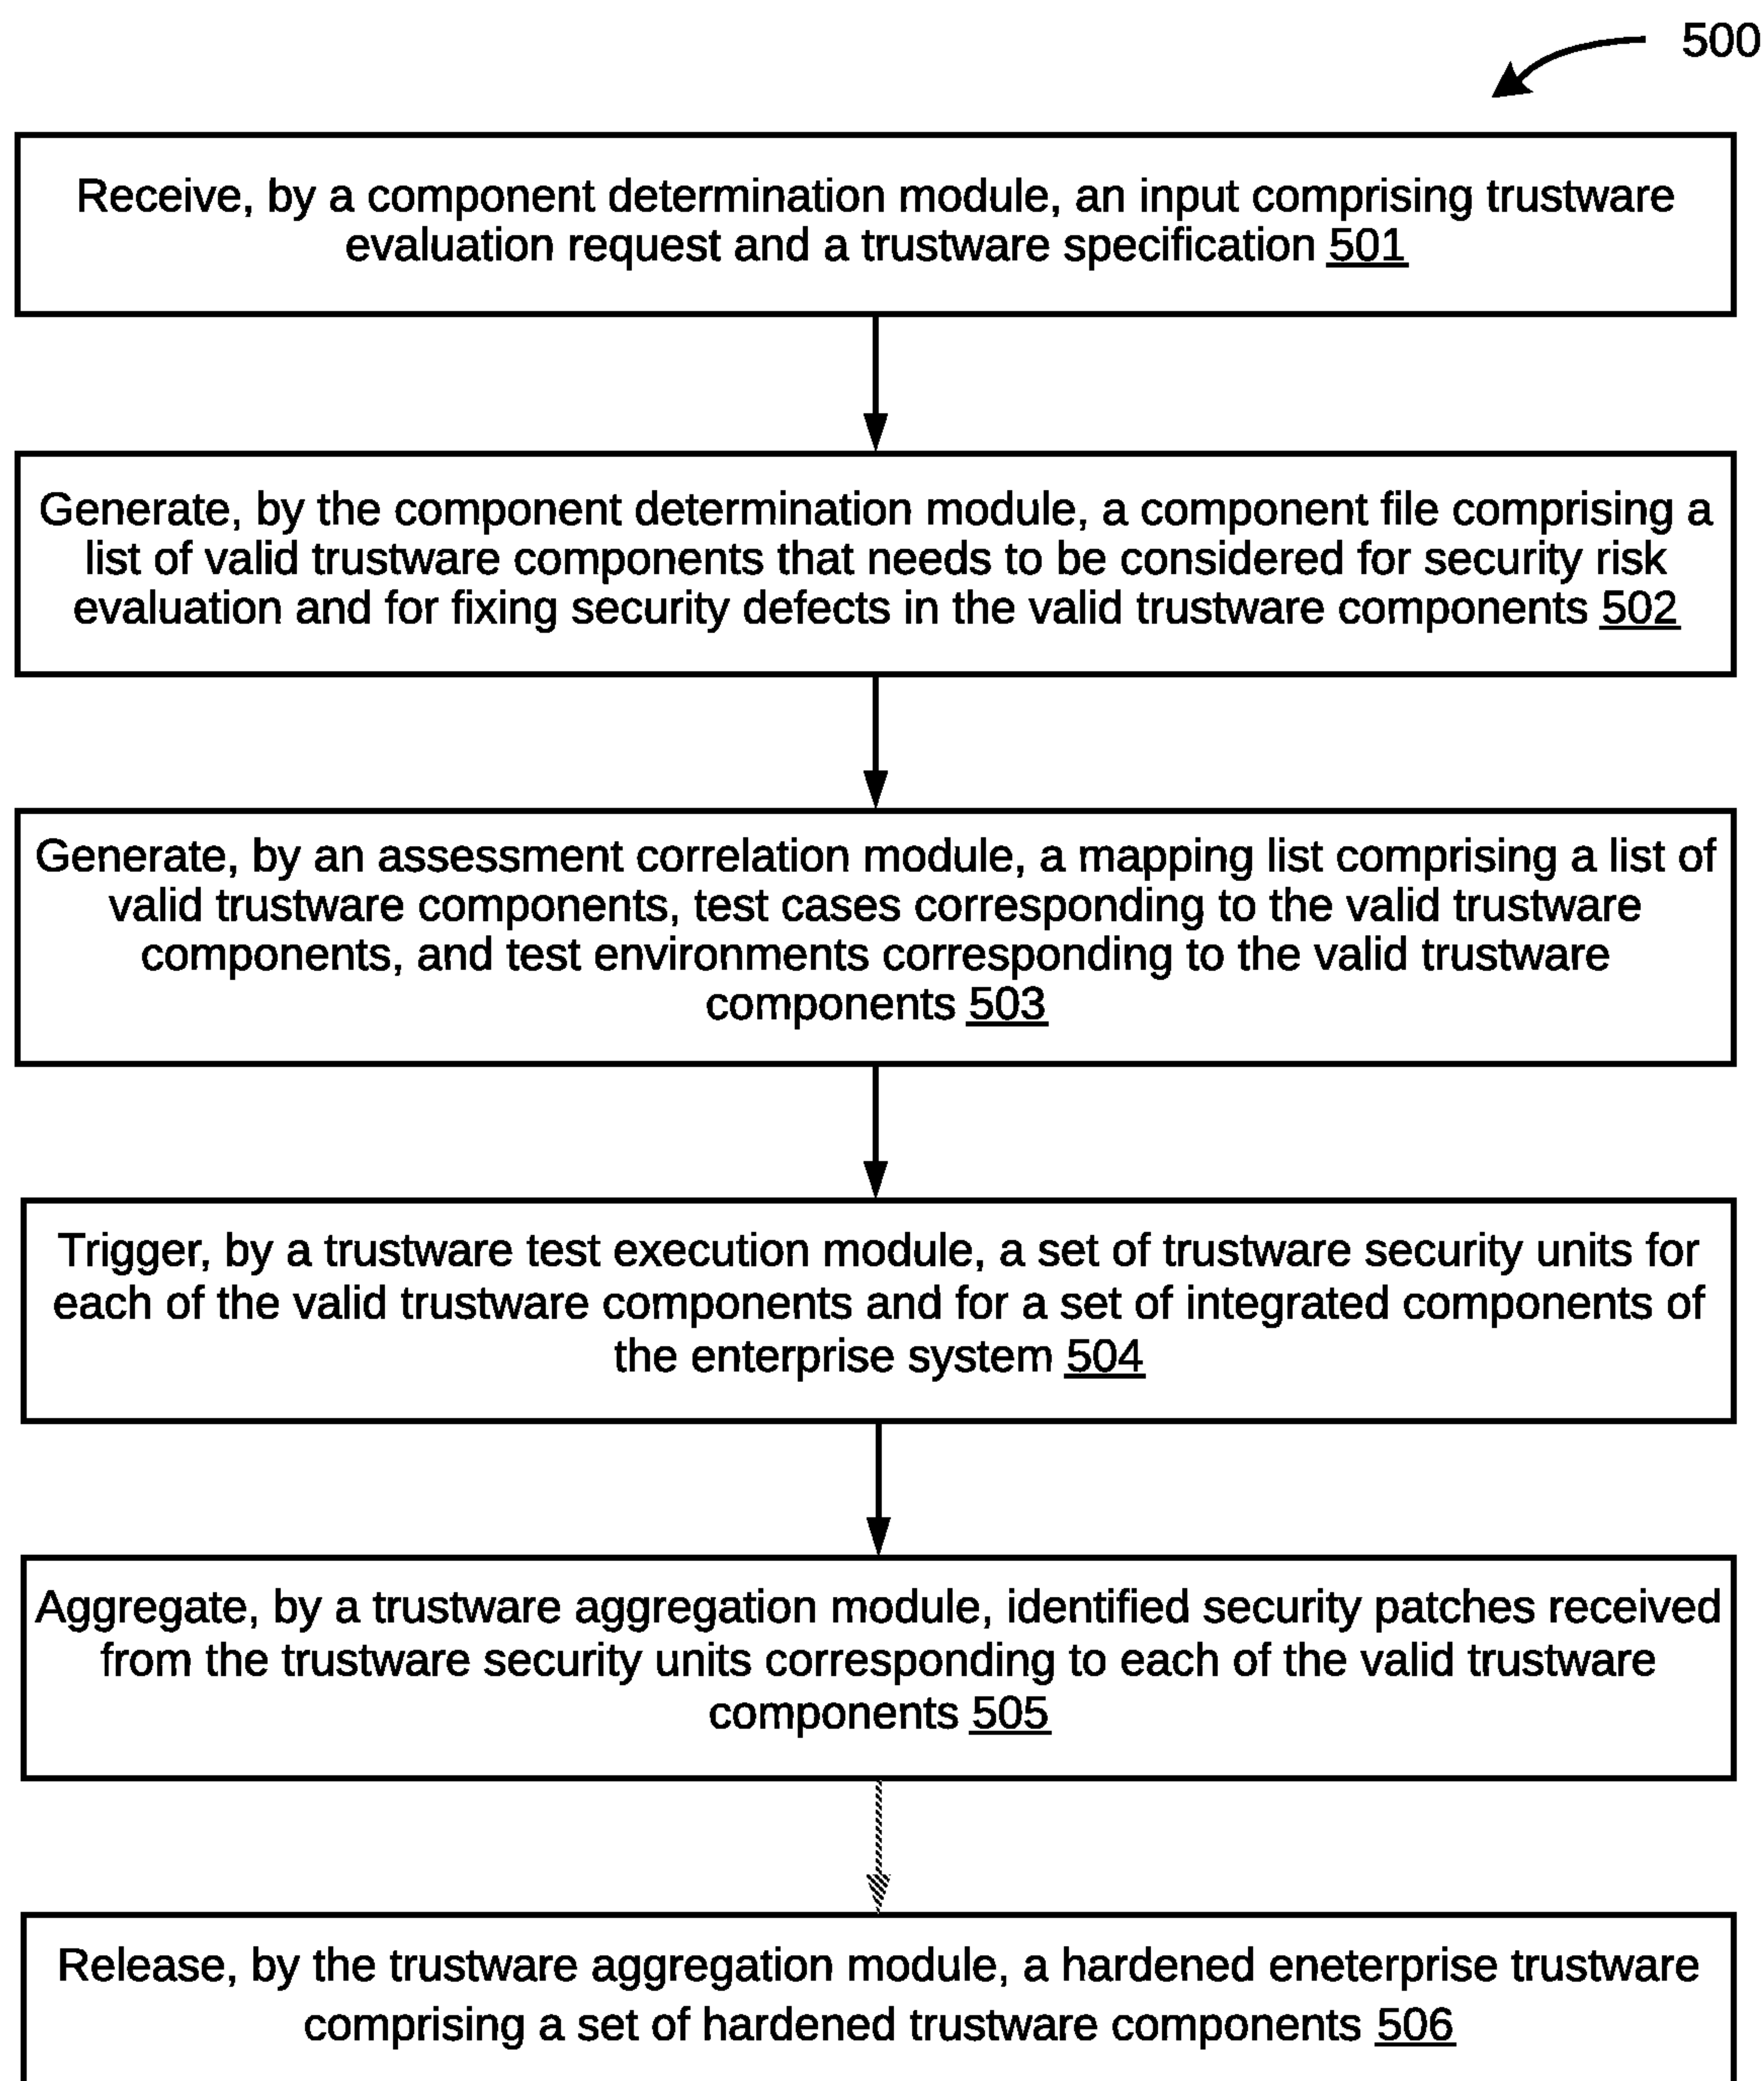 500
Receive, by a component determination module, an input comprising trustware
evaluation request and a trustware specification 501
Generate, by the component determination module, a component file comprising a
list of valid trustware components that needs to be considered for security risk
evaluation and for fixing security defects in the valid trustware components 502
Generate, by an assessment correlation module, a mapping list comprising a list of
valid trustware components, test cases corresponding to the valid trustware
components, and test environments corresponding to the valid trustware
components 503
Trigger, by a trustware test execution module, a set of trustware security units for
each of the valid trustware components and for a set of integrated components of
the enterprise system 504
Aggregate, by a trustware aggregation module, identified security patches received
from the trustware security units corresponding to each of the valid trustware
components 505
Release, by the trustware aggregation module, a hardened eneterprise trustware
comprising a set of hardened trustware components 506